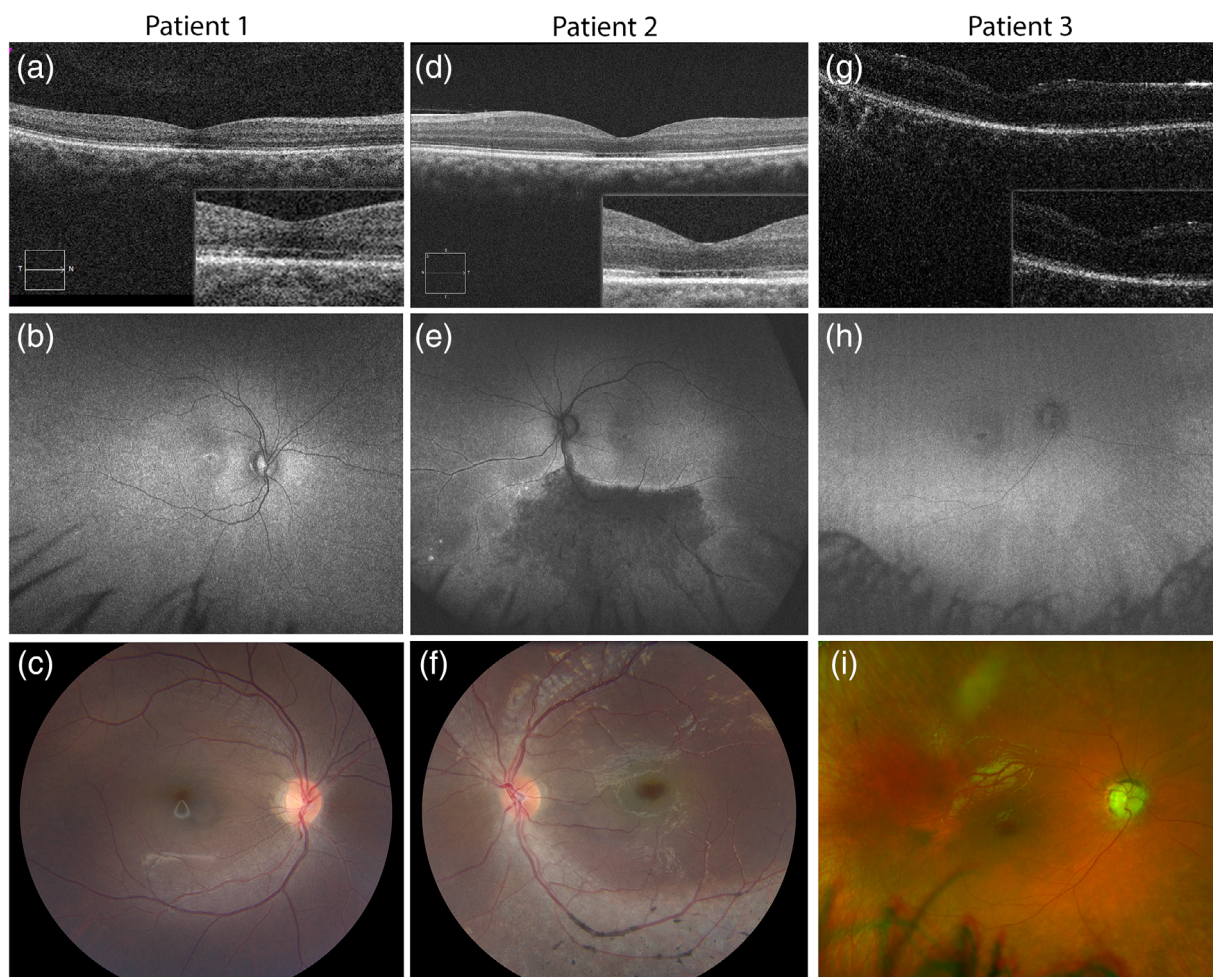 Patient 1
Patient 2
Patient 3
(a)
(d)
(g)
T
N
(b)
(e)
(h)
(c)
(f)
(i)